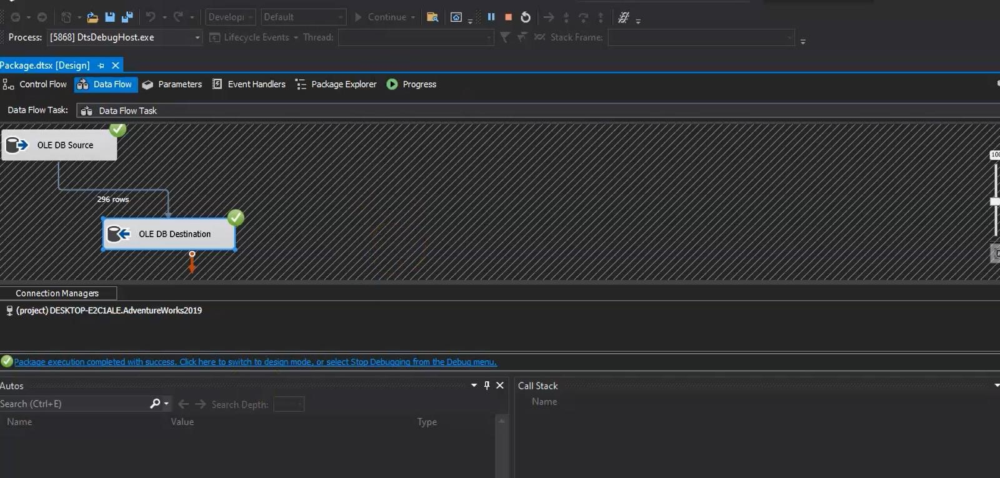 Develop Default Continue
Process: [5868] DtsDebugHost.exe Lifecycle Events Thread: Stack Frame:
Package.dtsx [Design]
Control Flow Data Flow Parameters Event Handlers Package Explorer Progress
Data Flow Task: Data Flow Task
OLE DB Source
296 rows
OLE DB Destination
Connection Managers
(project) DESKTOP-E2C1ALE.AdventureWorks2019
Package execution completed with success. Click here to switch to design mode, or select Stop Debugging from the Debug menu.
Autos Call Stack
Search (Ctrl+E) Search Depth: Name
Name Value Type